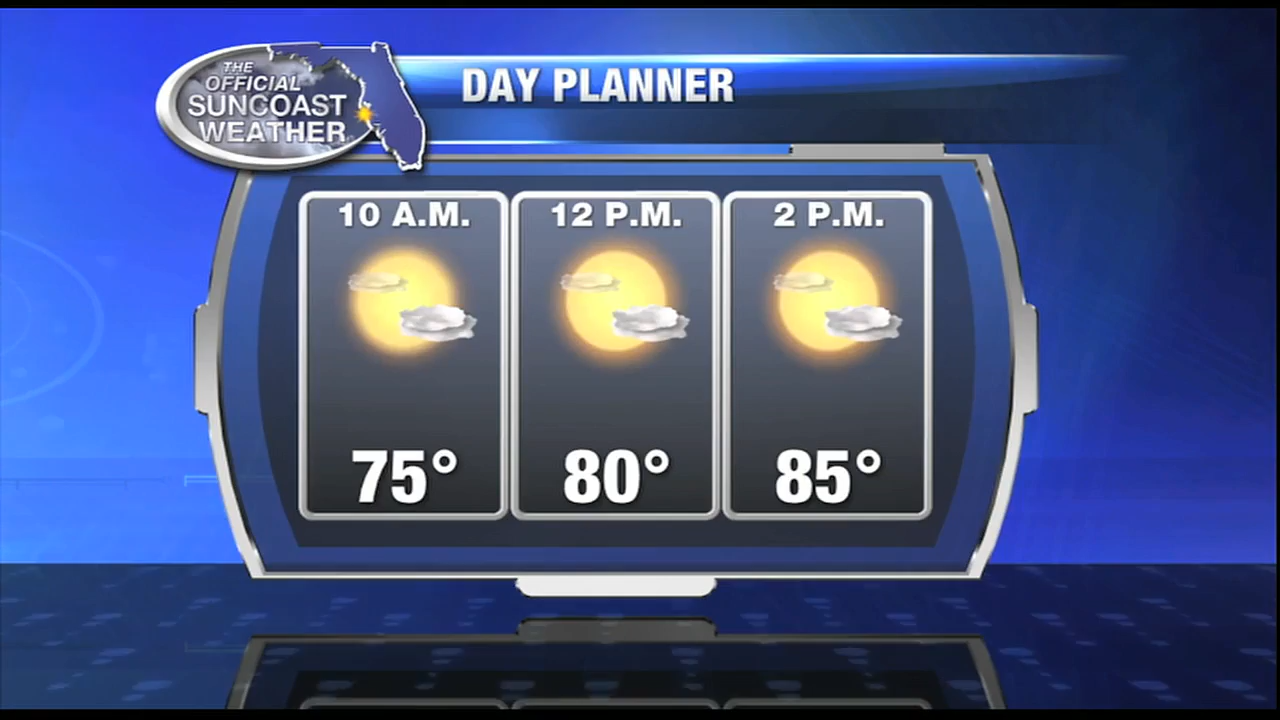 THE
OFFICIAL
SUNCOAST
WEATHER
DAY PLANNER
10 A.M.
12 P.M.
2 P.M.
75°
80°
85°